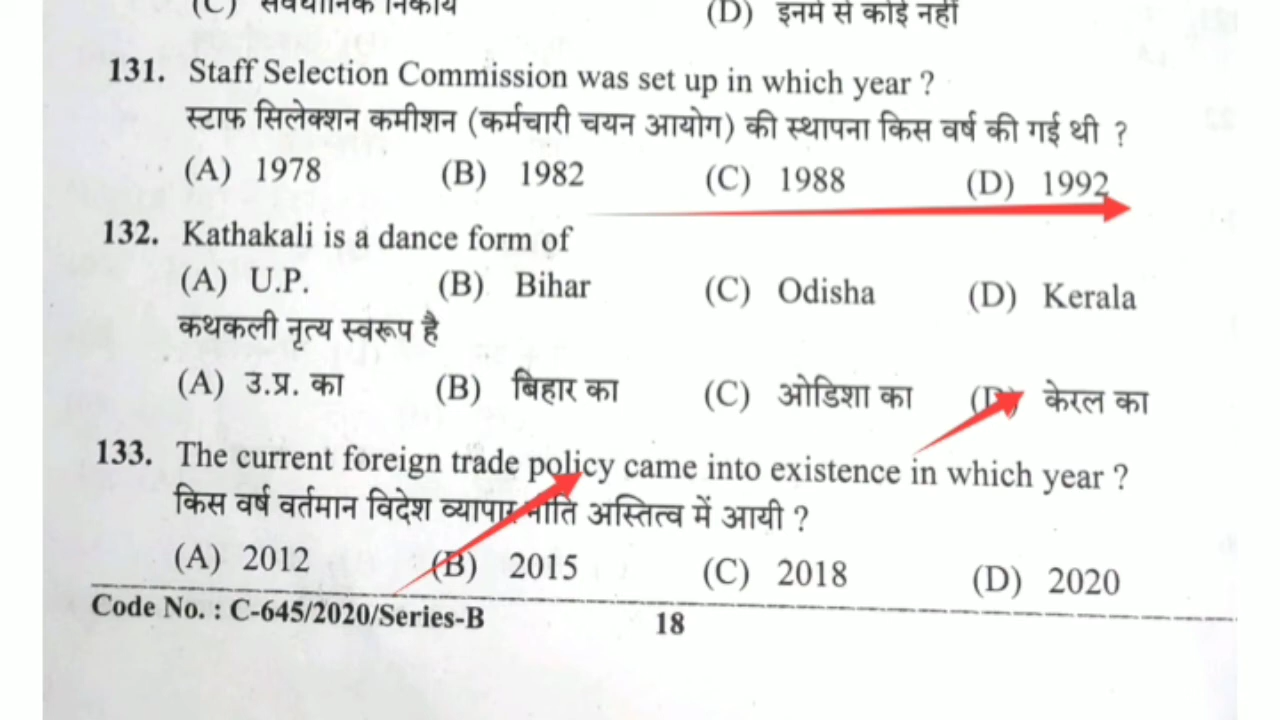 (C) संवैधानिक निकाय (D) इनमें से कोई नहीं
131. Staff Selection Commission was set up in which year ?
स्टाफ सिलेक्शन कमीशन (कर्मचारी चयन आयोग) की स्थापना किस वर्ष की गई थी ?
(A) 1978 (B) 1982 (C) 1988 (D) 1992
132. Kathakali is a dance form of
(A) U.P. (B) Bihar (C) Odisha (D) Kerala
कथकली नृत्य स्वरूप है
(A) उ.प्र. का (B) बिहार का (C) ओडिशा का (D) केरल का
133. The current foreign trade policy came into existence in which year ?
किस वर्ष वर्तमान विदेश व्यापार नीति अस्तित्व में आयी ?
(A) 2012 (B) 2015 (C) 2018 (D) 2020
Code No. : C-645/2020/Series-B 18